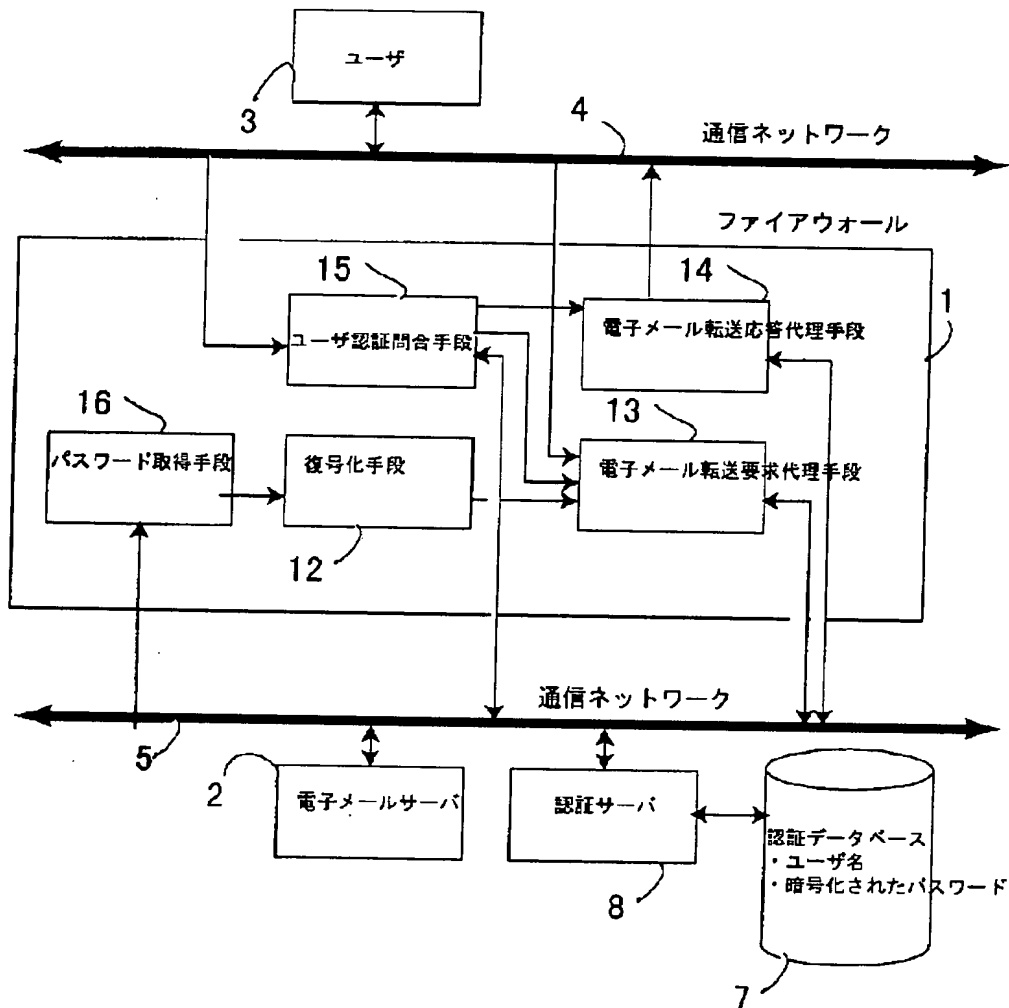 ユーザ
3
4
通信ネットワーク
ファイアウォール
15
14
1
ユーザ認証問合手段
電子メール転送応答代理手段
16
13
パスワード取得手段
復号化手段
電子メール転送要求代理手段
12
通信ネットワーク
5
2
電子メールサーバ
認証サーバ
認証データベース
・ユーザ名
・暗号化されたパスワード
8
7